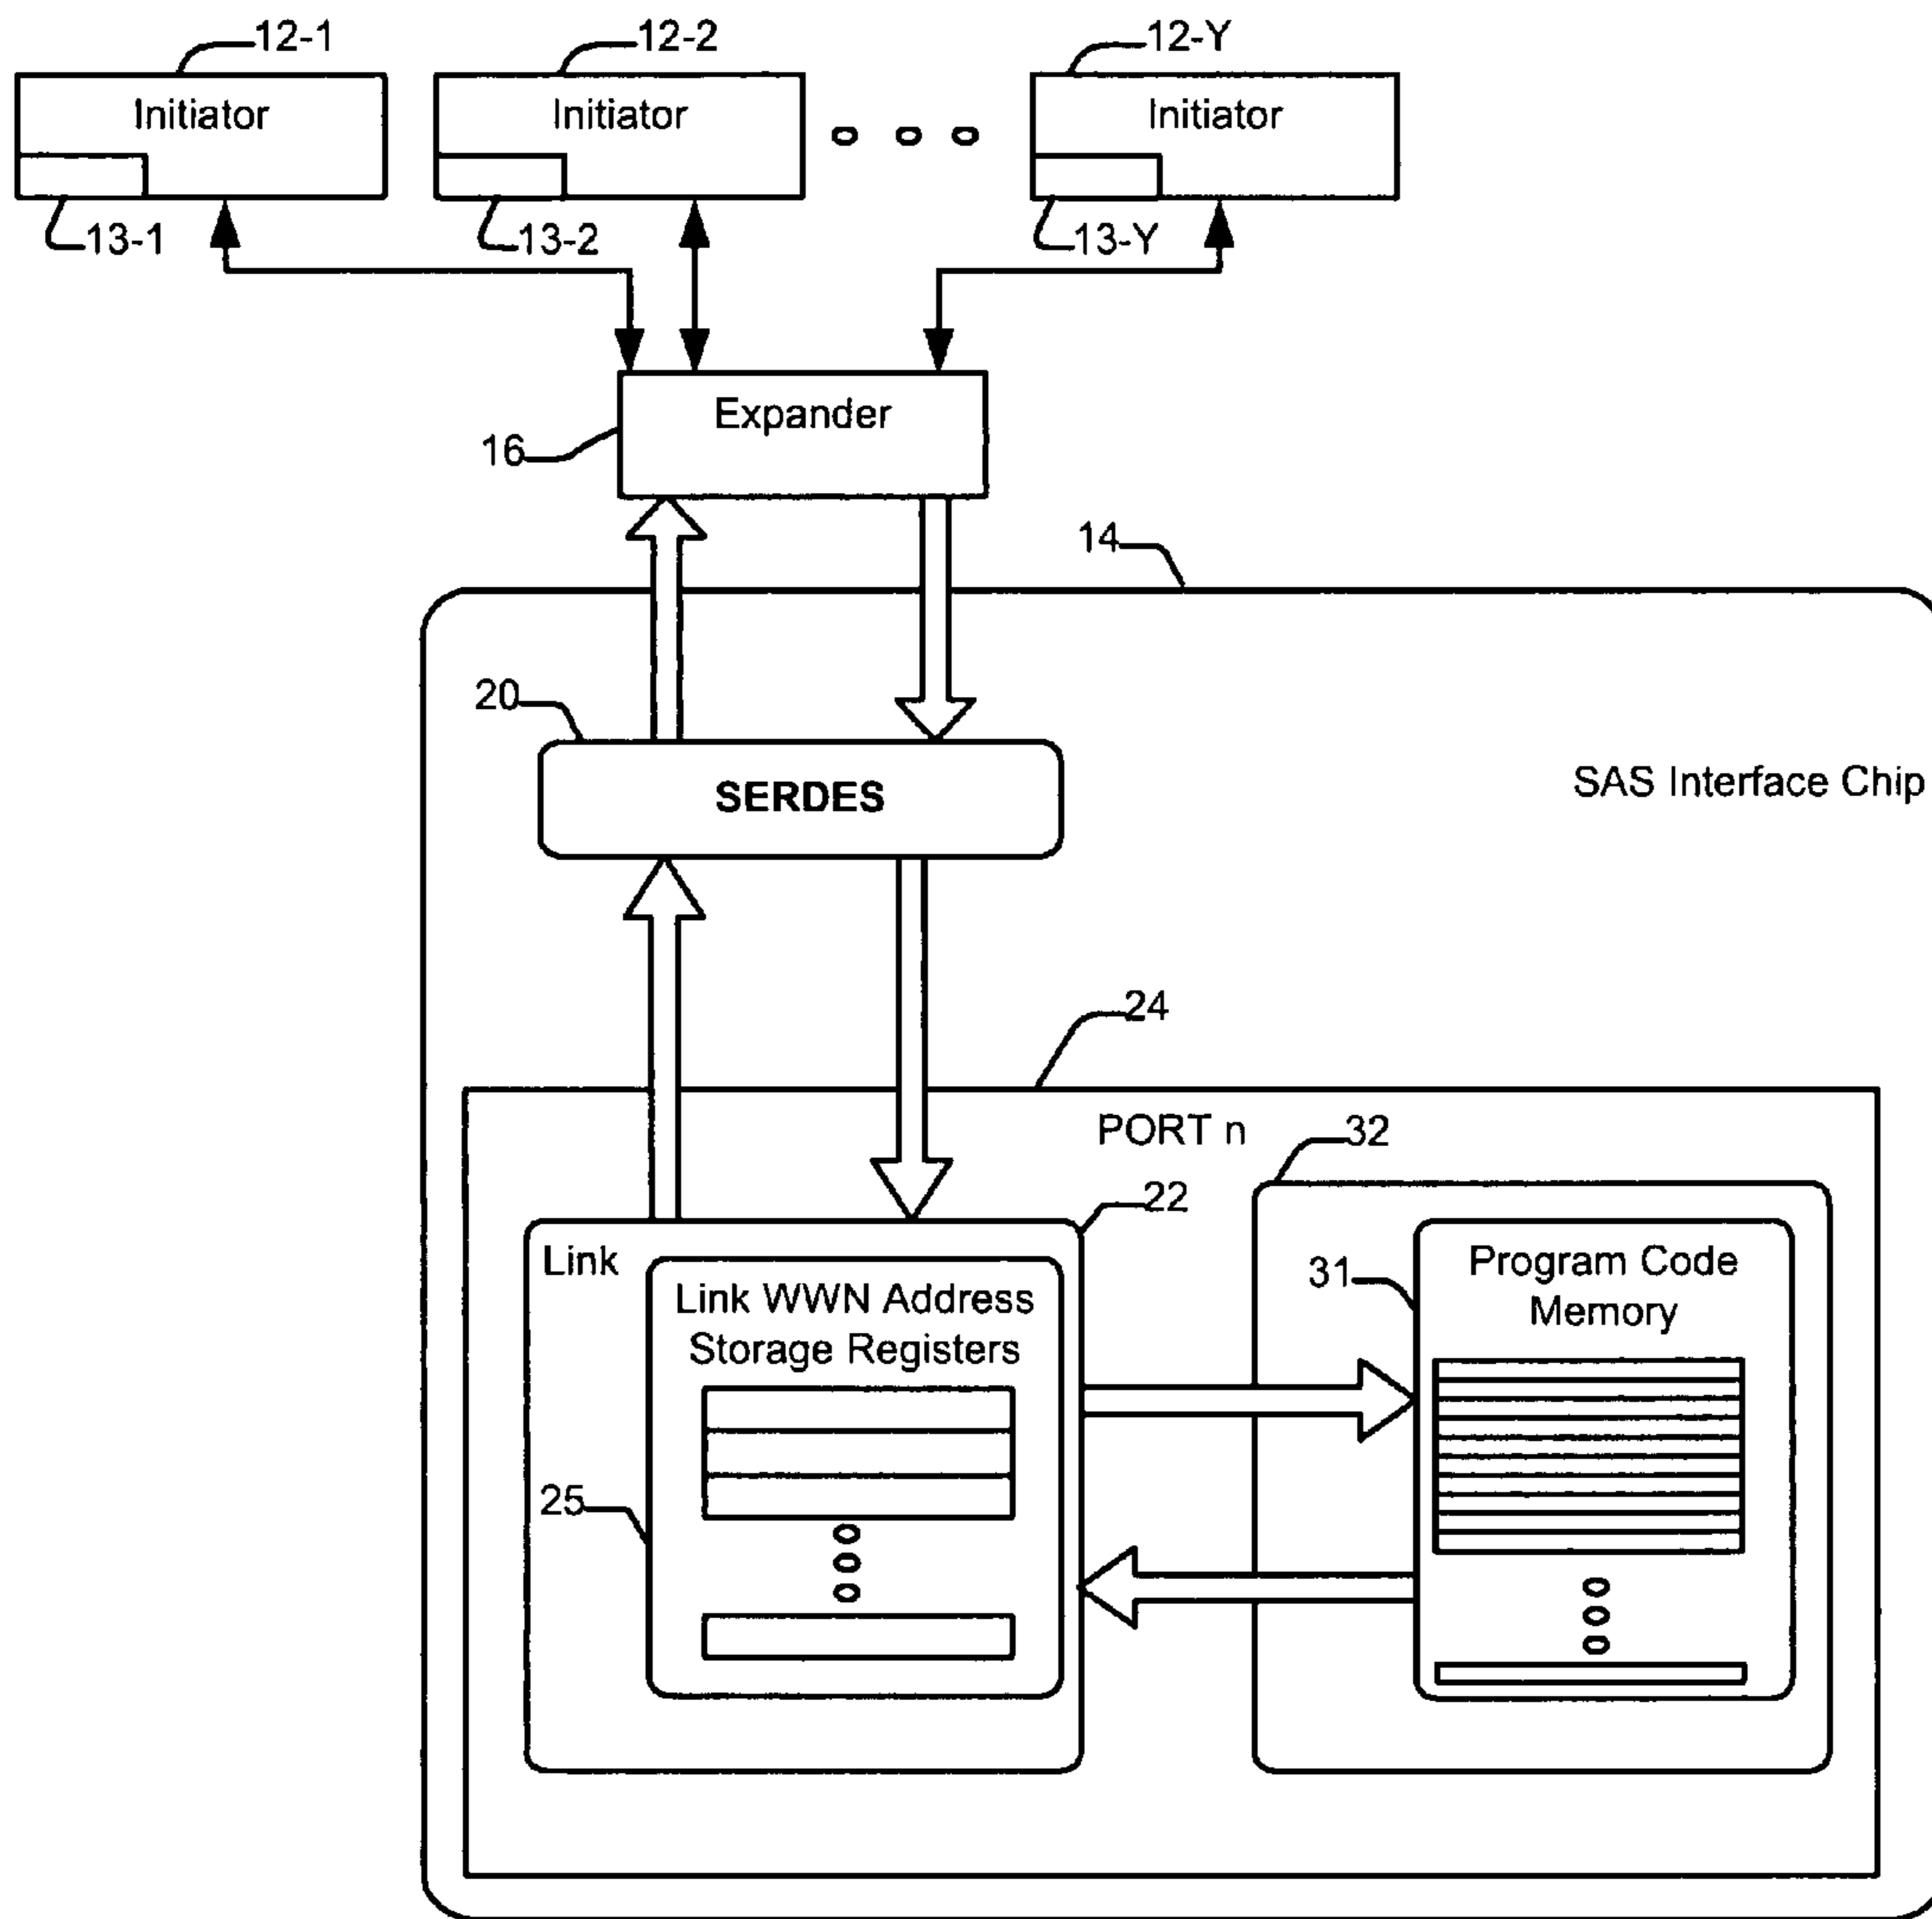 12-1
12-2
12-Y
Initiator
Initiator
Initiator
13-1
13-2
13-Y
Expander
16
14
20
SERDES
SAS Interface Chip
24
PORT n
32
22
Link
Link WWN Address
Storage Registers
31
Program Code
Memory
25